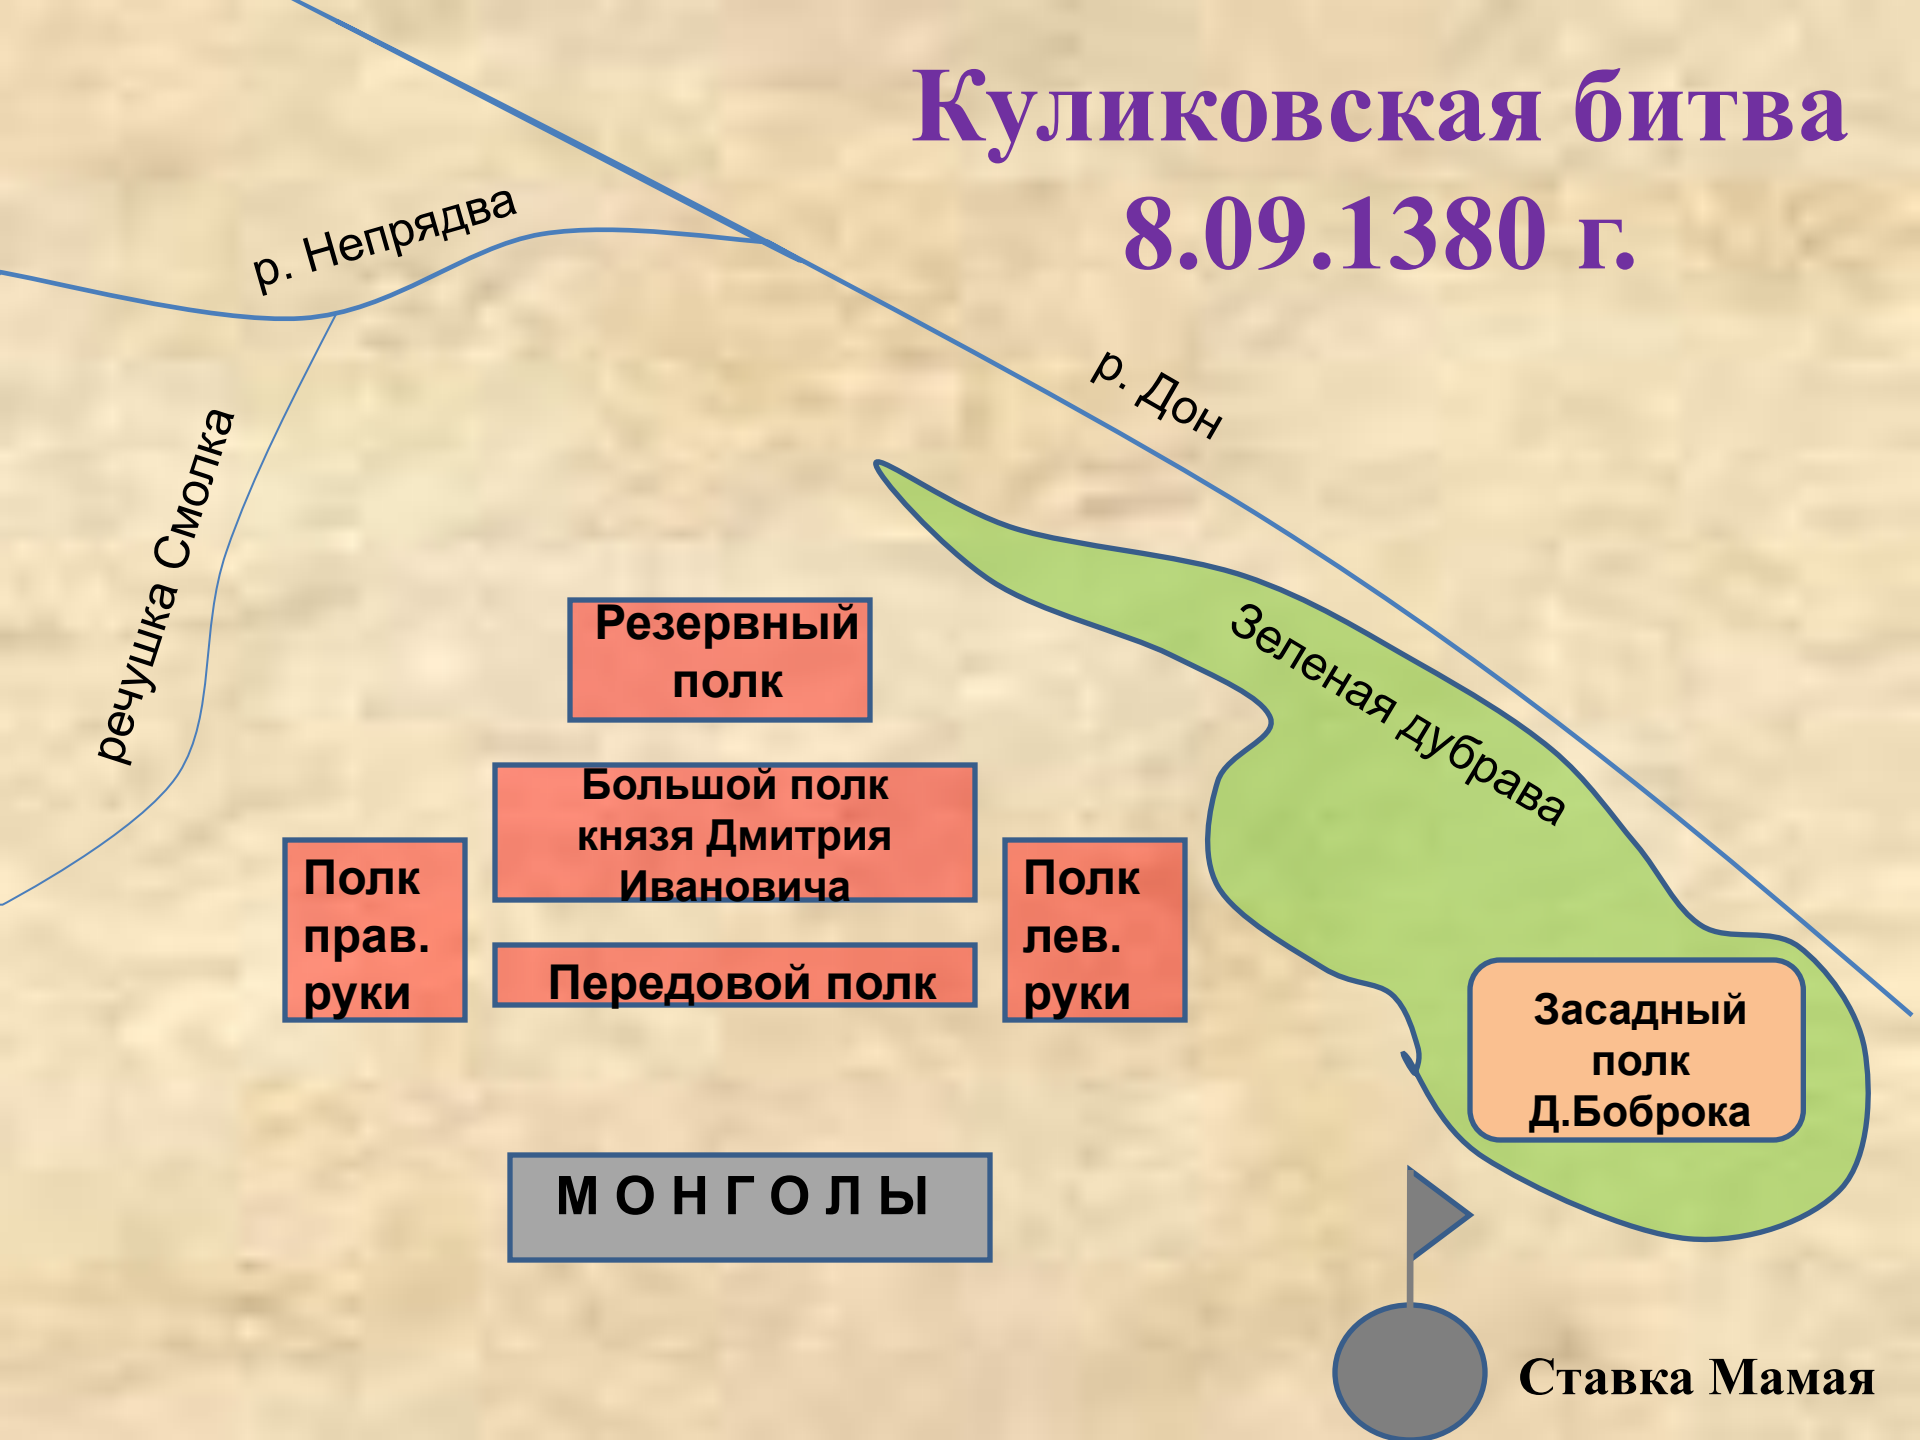 Куликовская битва
8.09.1380 г.
р. Непрядва
р. Дон
речушка Смолка
Зеленая дубрава
Резервный
полк
Большой полк
князя Дмитрия
Ивановича
Полк
прав.
руки
Передовой полк
Полк
лев.
руки
Засадный
полк
Д.Боброка
М О Н Г О Л Ы
Ставка Мамая